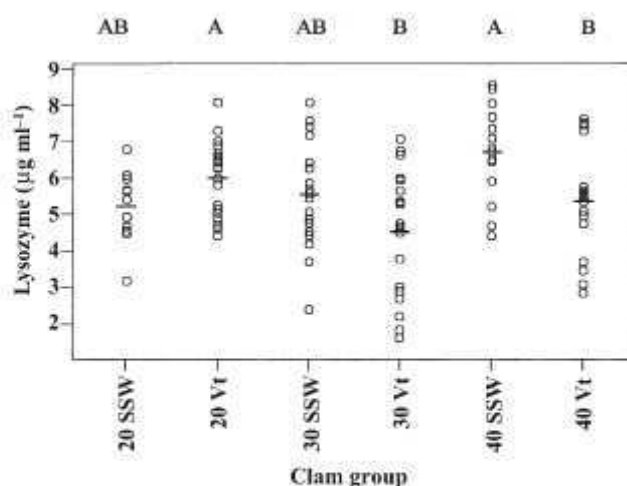 AB A AB B A B
9
8
7
6
5
4
3
2
Lysozyme (µg ml⁻¹)
20 SSW
20 Vt
30 SSW
30 Vt
40 SSW
40 Vt
Clam group